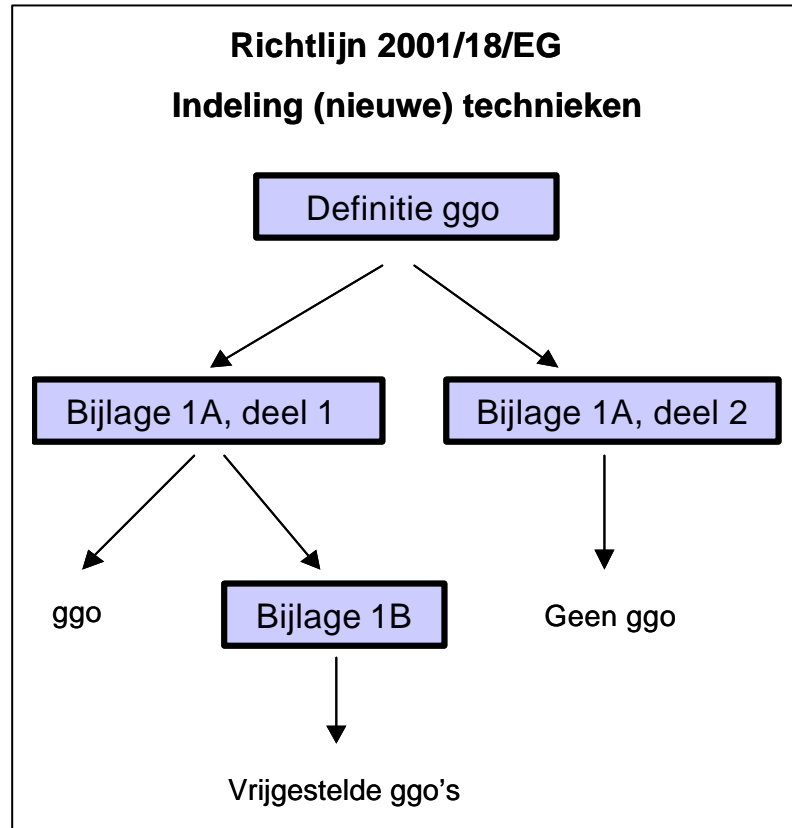 Richtlijn 2001/18/EG
Indeling (nieuwe) technieken
Definitie ggo
Bijlage 1A, deel 1
Bijlage 1A, deel 2
ggo
Bijlage 1B
Geen ggo
Vrijgestelde ggo's